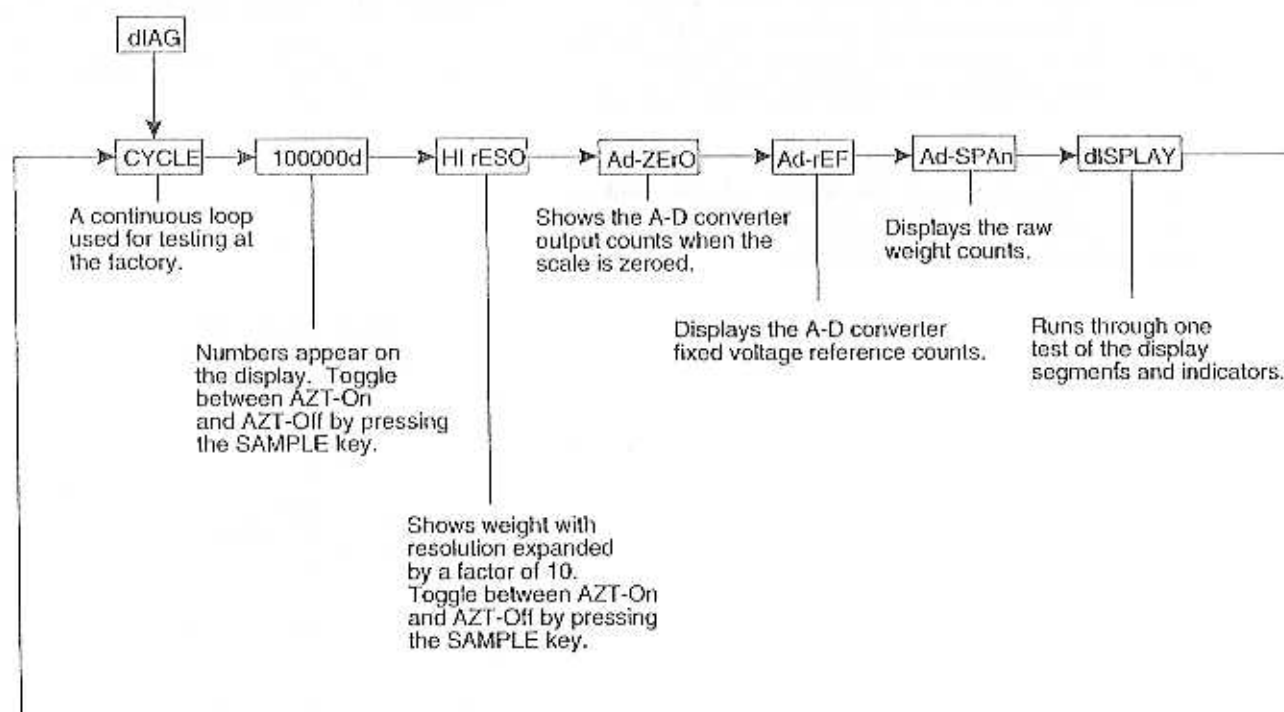 dIAG
CYCLE
100000d
HI rESO
Ad-ZErO
Ad-rEF
Ad-SPAn
dISPLAY
A continuous loop
used for testing at
the factory.
Numbers appear on
the display. Toggle
between AZT-On
and AZT-Off by pressing
the SAMPLE key.
Shows weight with
resolution expanded
by a factor of 10.
Toggle between AZT-On
and AZT-Off by pressing
the SAMPLE key.
Shows the A-D converter
output counts when the
scale is zeroed.
Displays the A-D converter
fixed voltage reference counts.
Displays the raw
weight counts.
Runs through one
test of the display
segments and indicators.